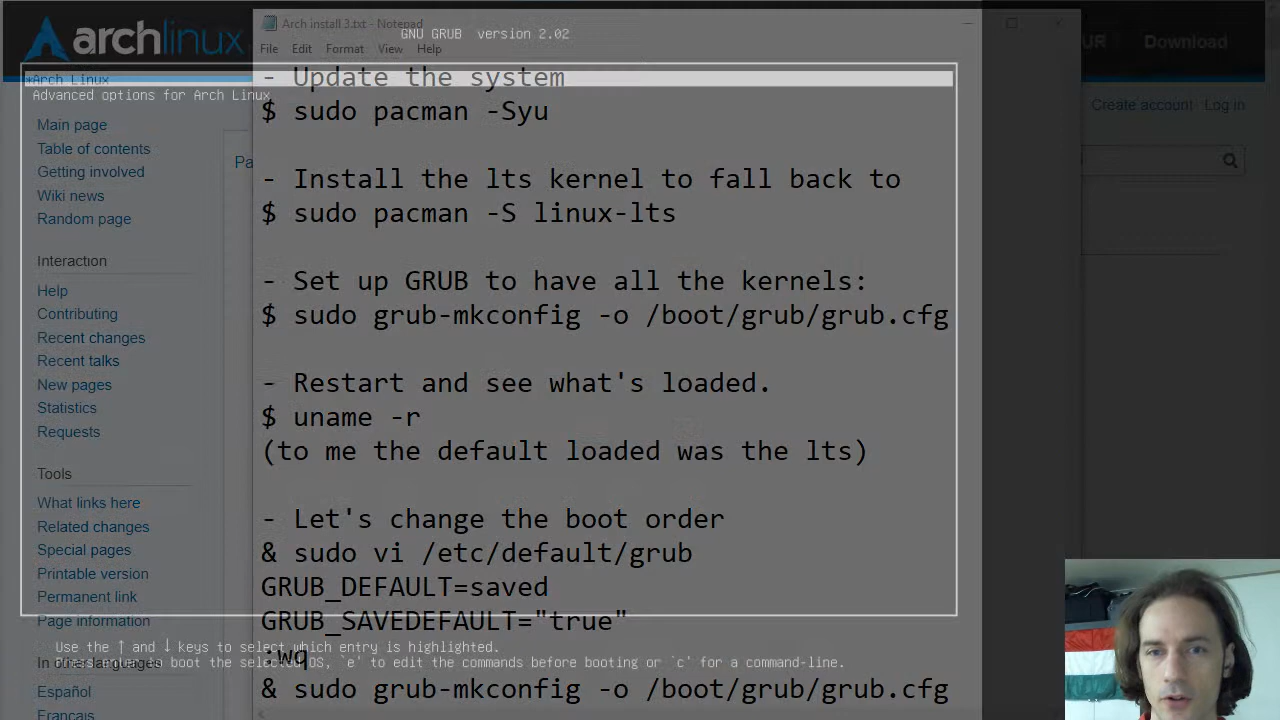 archlinux
Arch install 3.txt - Notepad
GNU GRUB version 2.02
UR
Download
File Edit Format View Help
*Arch Linux
- Update the system
Advanced options for Arch Linux
$ sudo pacman -Syu
Create account Log in
Main page
Table of contents
Getting involved
Wiki news
Random page
Pa
- Install the lts kernel to fall back to
$ sudo pacman -S linux-lts
Interaction
Help
Contributing
Recent changes
Recent talks
New pages
Statistics
Requests
- Set up GRUB to have all the kernels:
$ sudo grub-mkconfig -o /boot/grub/grub.cfg
- Restart and see what's loaded.
$ uname -r
(to me the default loaded was the lts)
Tools
What links here
Related changes
Special pages
Printable version
Permanent link
Page information
- Let's change the boot order
& sudo vi /etc/default/grub
GRUB_DEFAULT=saved
GRUB_SAVEDEFAULT="true"
:wq
& sudo grub-mkconfig -o /boot/grub/grub.cfg
Use the ↑ and ↓ keys to select which entry is highlighted.
Press enter to boot the selected OS, `e' to edit the commands before booting or `c' for a command-line.
In other languages
Español
Français